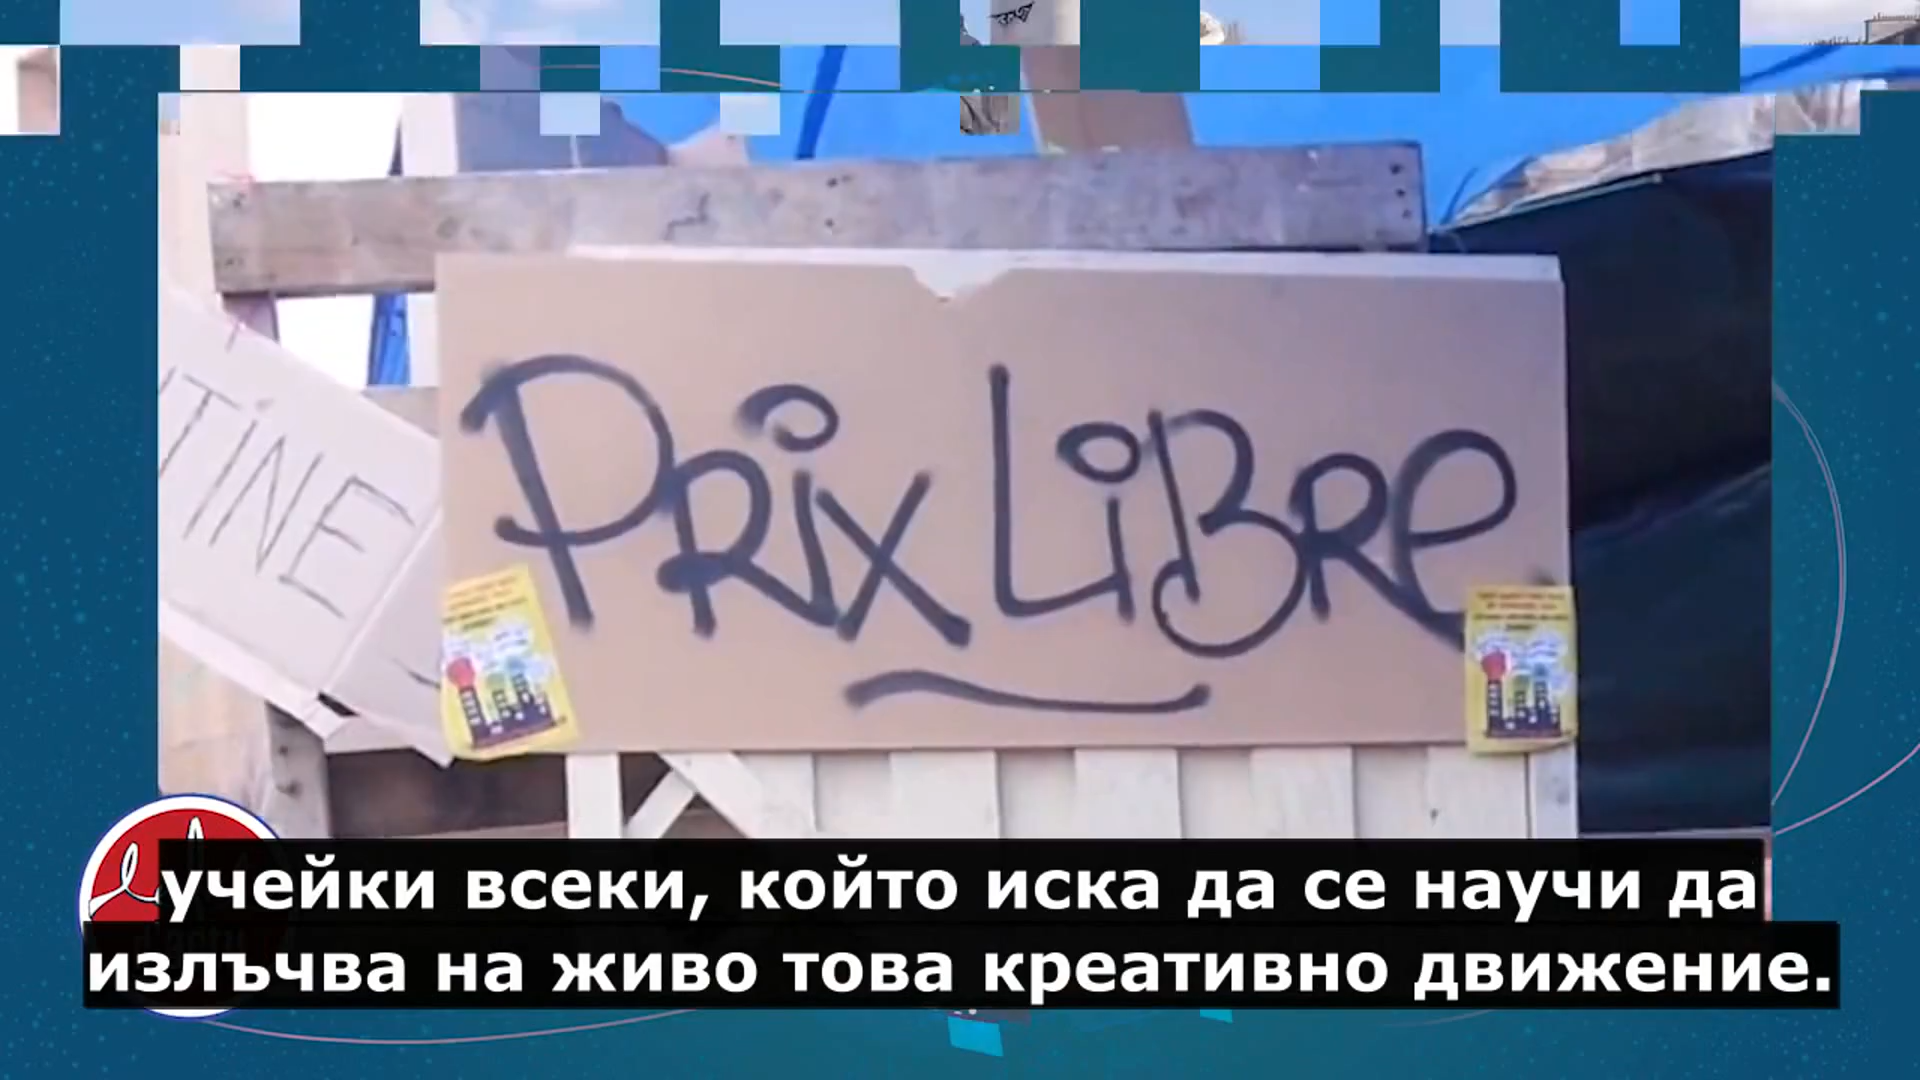 PRiX LiBRe
TiNE
учейки всеки, който иска да се научи да
излъчва на живо това креативно движение.